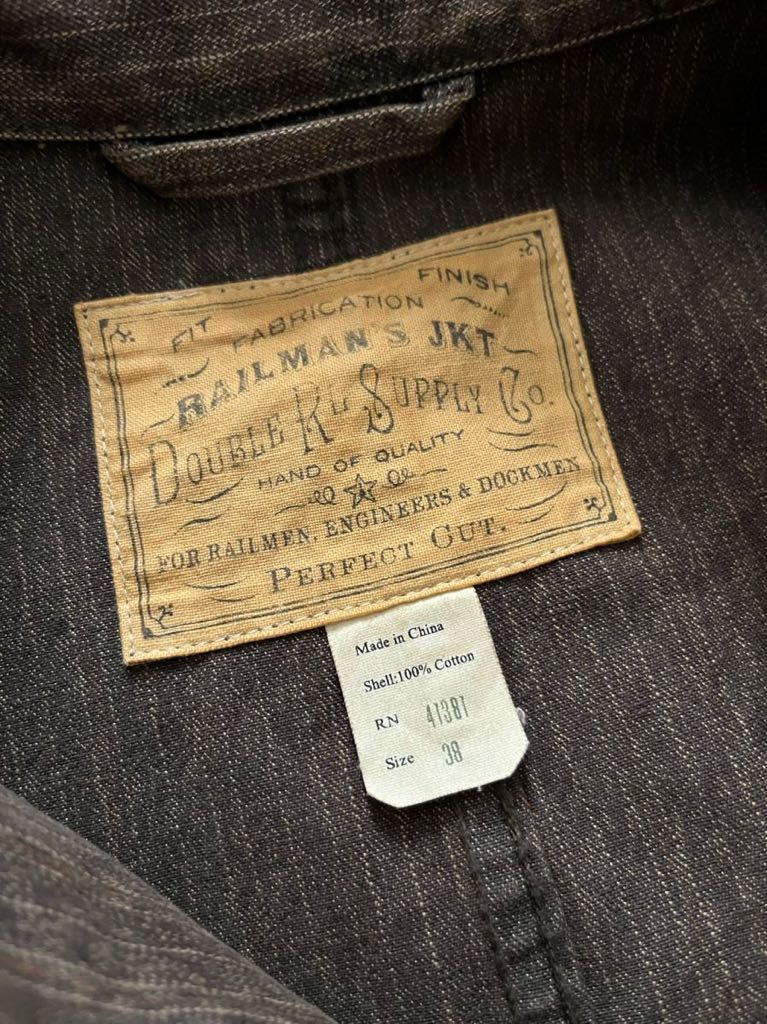 FIT FABRICATION FINISH
RAILMAN'S JKT
DOUBLE RL SUPPLY CO.
HAND OF QUALITY
FOR RAILMEN, ENGINEERS & DOCKMEN
PERFECT CUT.
Made in China
Shell:100% Cotton
RN 41381
Size 38